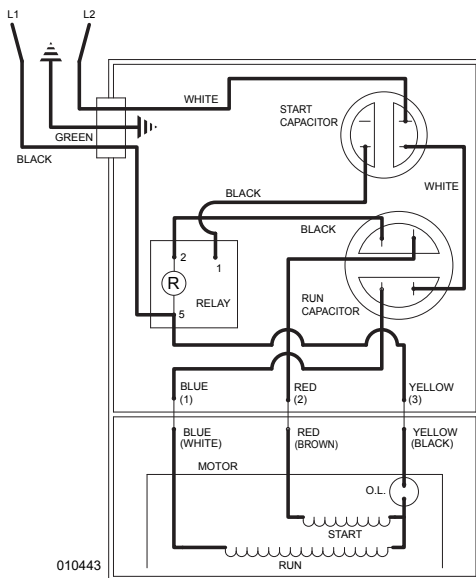 L1
L2
WHITE
START
CAPACITOR
GREEN
BLACK
WHITE
BLACK
BLACK
2
1
R
RELAY
5
RUN
CAPACITOR
BLUE
(1)
RED
(2)
YELLOW
(3)
BLUE
(WHITE)
RED
(BROWN)
YELLOW
(BLACK)
MOTOR
O.L.
START
RUN
010443